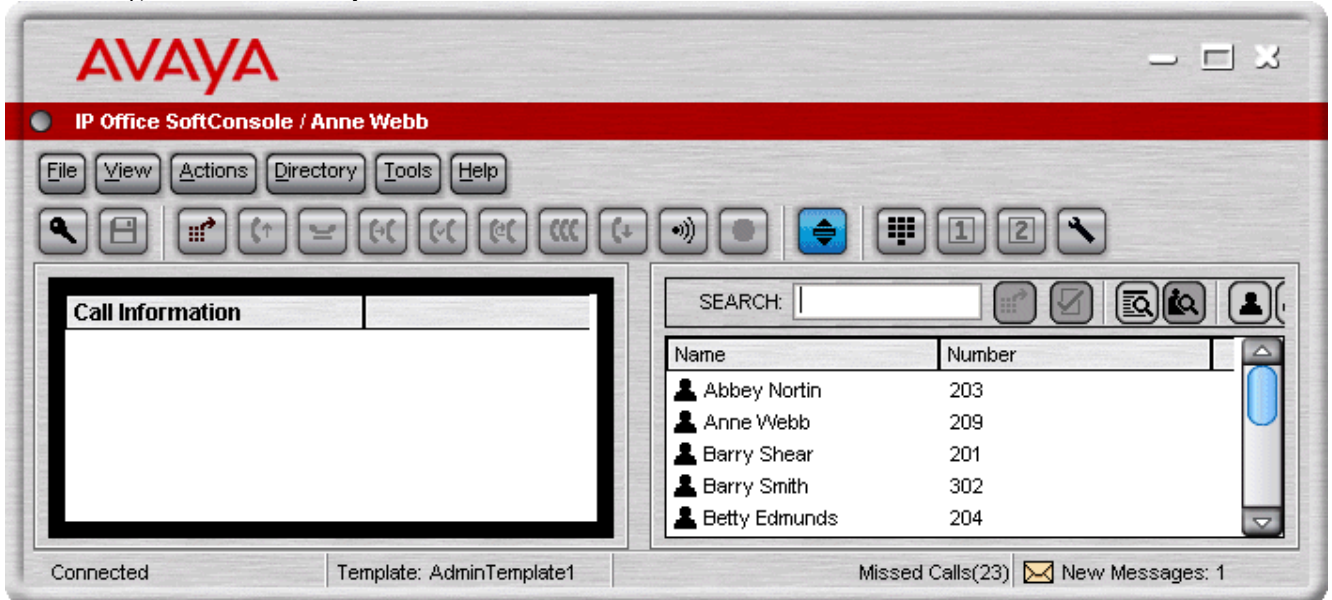 AVAYA
IP Office SoftConsole / Anne Webb
File View Actions Directory Tools Help
1 2
Call Information
SEARCH:
Name Number
Abbey Nortin 203
Anne Webb 209
Barry Shear 201
Barry Smith 302
Betty Edmunds 204
Connected Template: AdminTemplate1 Missed Calls(23) New Messages: 1